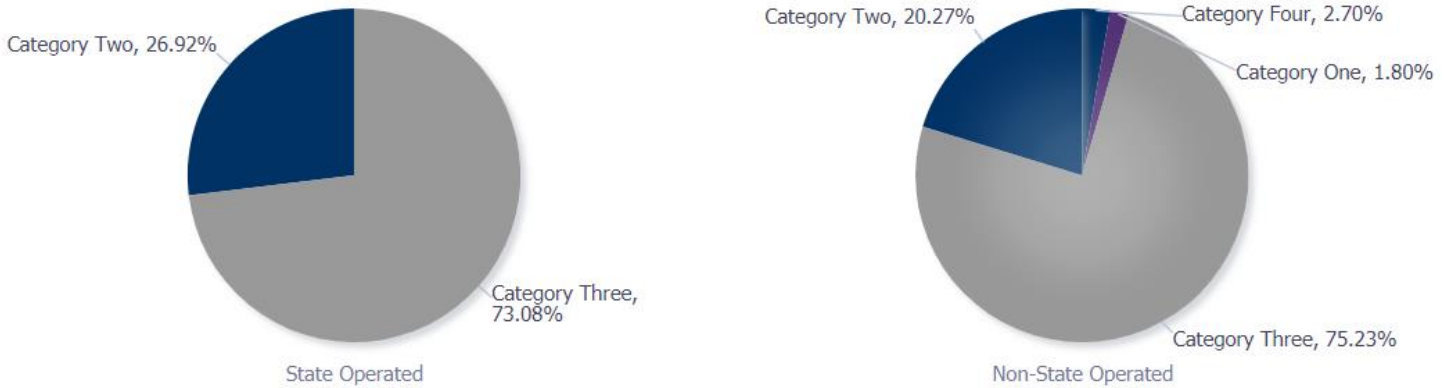 Category Two, 26.92%
Category Three,
73.08%
State Operated
Category Two, 20.27%
Category Four, 2.70%
Category One, 1.80%
Category Three, 75.23%
Non-State Operated